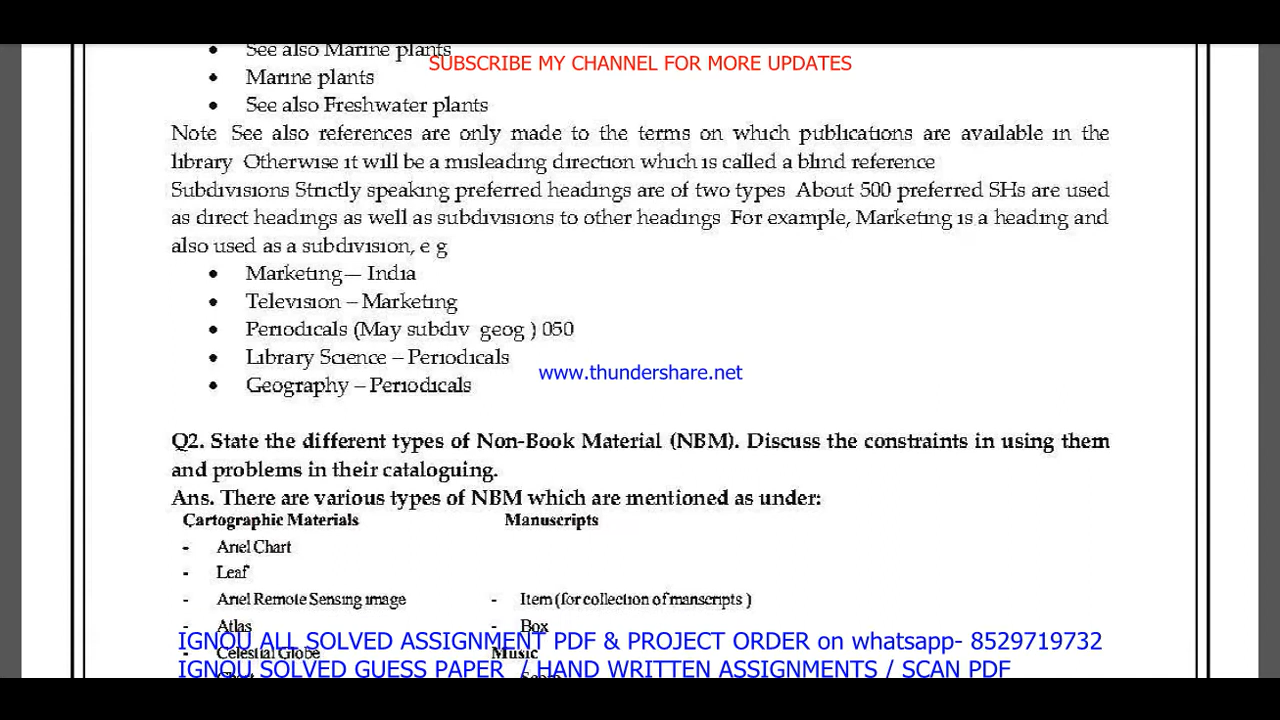 • See also Marine plants
SUBSCRIBE MY CHANNEL FOR MORE UPDATES
• Marine plants
• See also Freshwater plants
Note See also references are only made to the terms on which publications are available in the
library Otherwise it will be a misleading direction which is called a blind reference
Subdivisions Strictly speaking preferred headings are of two types About 500 preferred SHs are used
as direct headings as well as subdivisions to other headings For example, Marketing is a heading and
also used as a subdivision, e g
• Marketing— India
• Television – Marketing
• Periodicals (May subdiv geog ) 050
• Library Science – Periodicals
www.thundershare.net
• Geography – Periodicals
Q2. State the different types of Non-Book Material (NBM). Discuss the constraints in using them
and problems in their cataloguing.
Ans. There are various types of NBM which are mentioned as under:
Cartographic Materials Manuscripts
- Ariel Chart
- Leaf
- Ariel Remote Sensing image - Item (for collection of manscripts )
- Atlas - Box
IGNOU ALL SOLVED ASSIGNMENT PDF & PROJECT ORDER on whatsapp- 8529719732
- Celestial Globe Music
IGNOU SOLVED GUESS PAPER / HAND WRITTEN ASSIGNMENTS / SCAN PDF